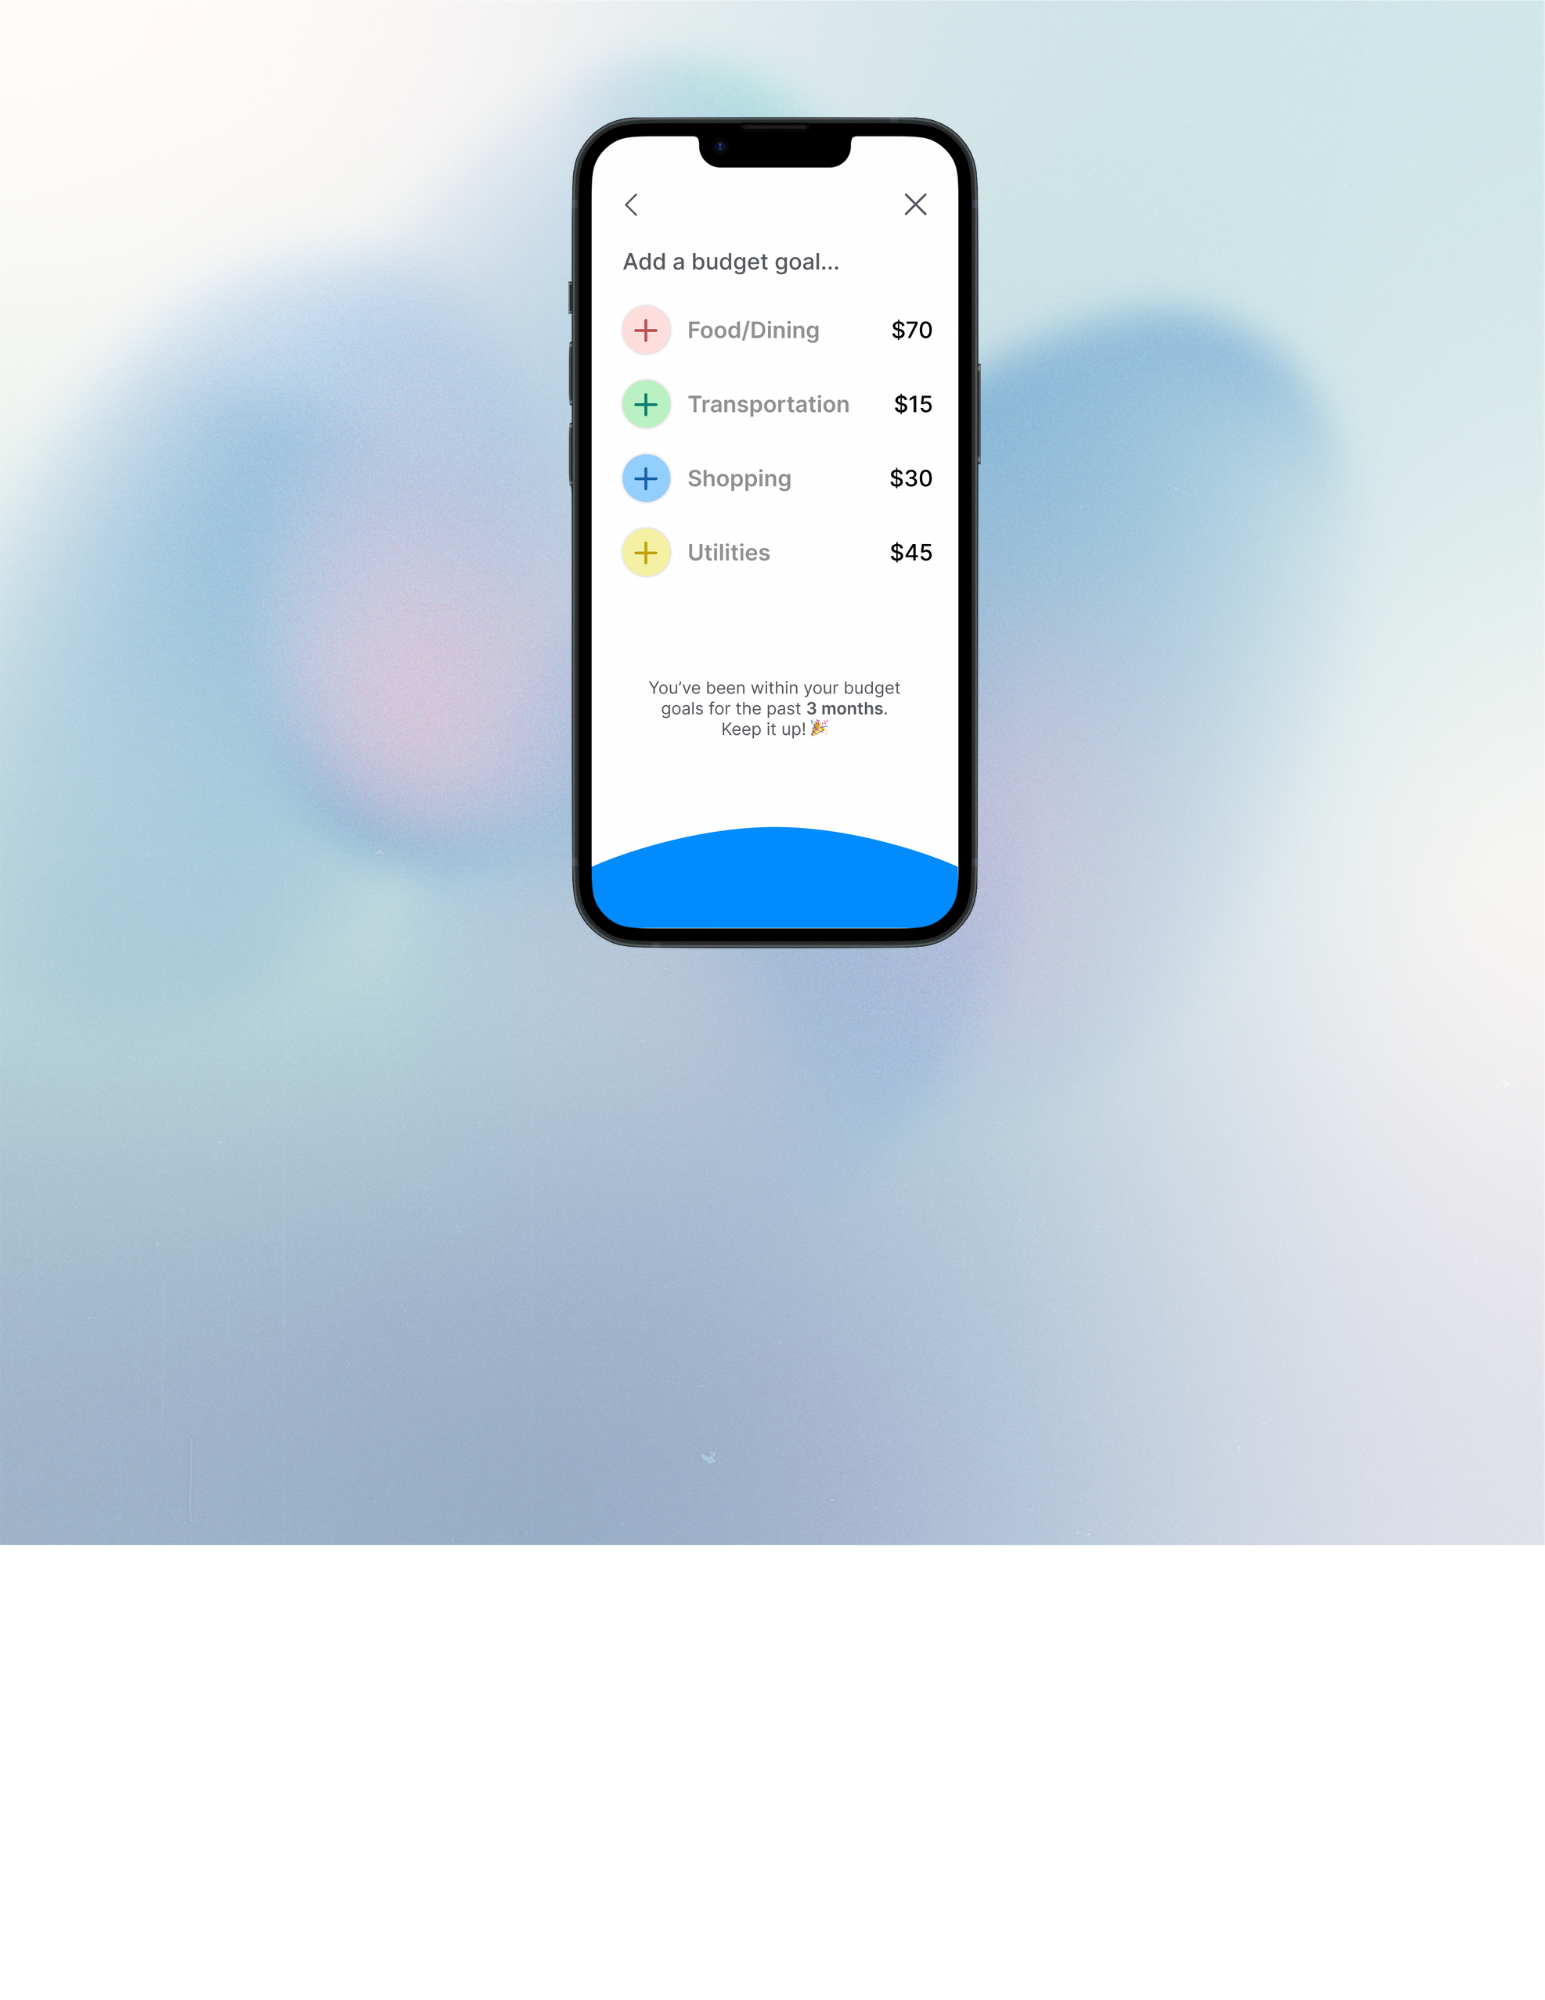 Add a budget goal...
Food/Dining $70
Transportation $15
Shopping $30
Utilities $45
You’ve been within your budget
goals for the past 3 months.
Keep it up! 🎉